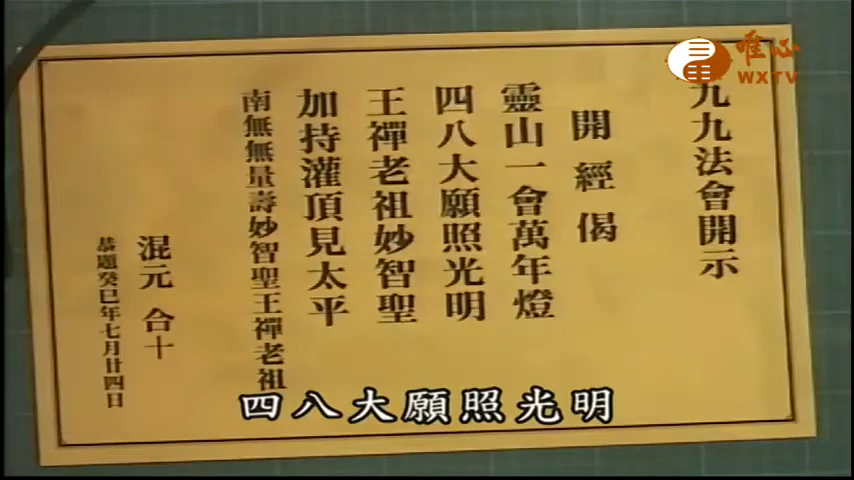 唯心
WXTV
九九法會開示
開經偈
靈山一會萬年燈
四八大願照光明
王禪老祖妙智聖
加持灌頂見太平
南無無量壽妙智聖王禪老祖
混元 合十
恭題癸巳年七月廿四日
四八大願照光明